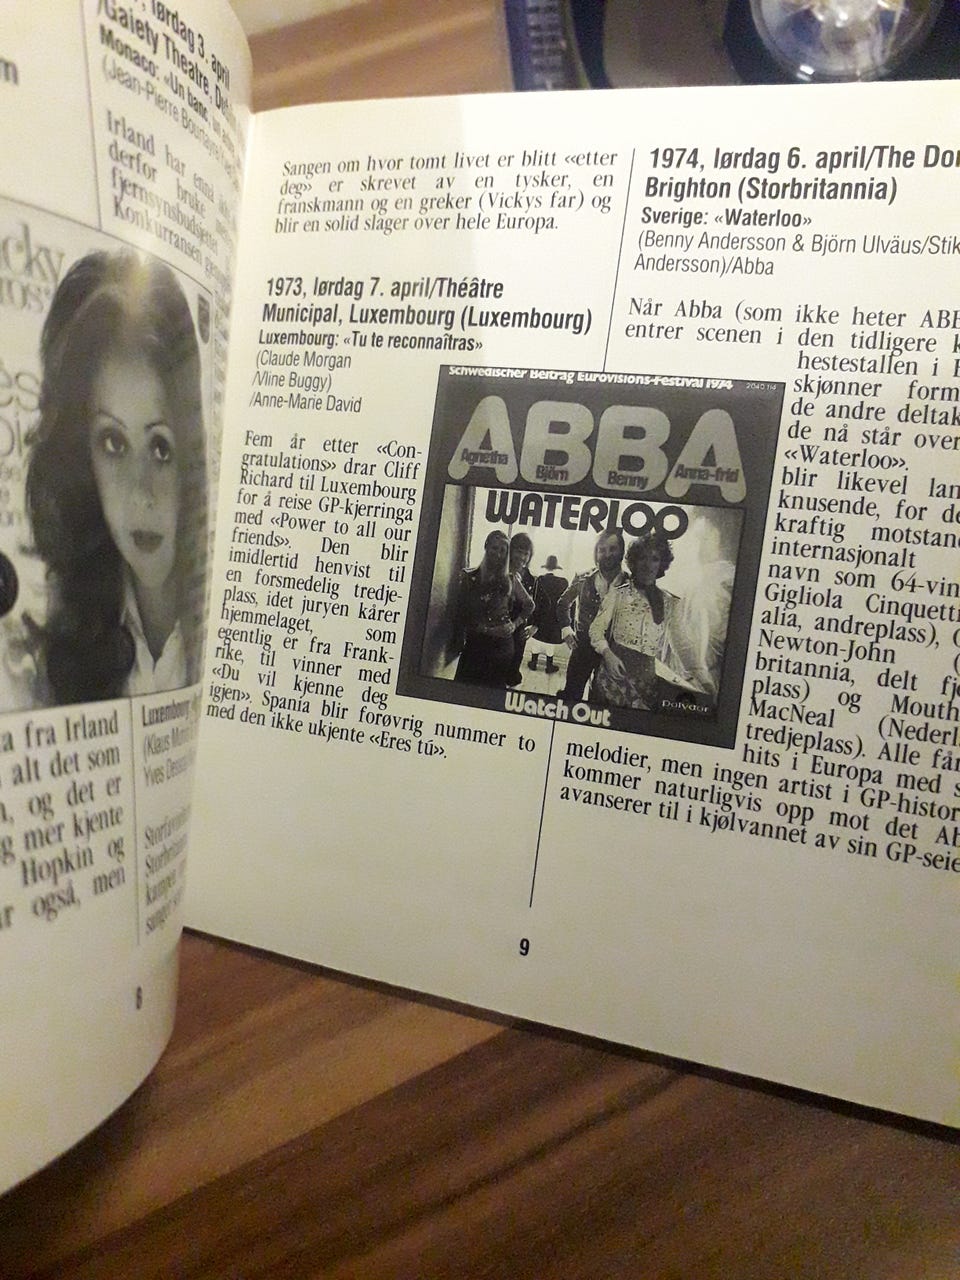 lørdag 3. april
/Gaiety Theatre,
Monaco: «Un banc, un
(Jean-Pierre
Irland har
derfor bruke
fjernsynsbudsjettet
Konkurransen
a fra Irland
alt det som
, og det er
g mer kjente
Hopkin og
r også, men
Luxembourg
Yves
6
Sangen om hvor tomt livet er blitt «etter
deg» er skrevet av en tysker, en
franskmann og en greker (Vickys far) og
blir en solid slager over hele Europa.
1973, lørdag 7. april/Théâtre
Municipal, Luxembourg (Luxembourg)
Luxembourg: «Tu te reconnaîtras»
(Claude Morgan
/Vline Buggy)
/Anne-Marie David
Fem år etter «Con-
gratulations» drar Cliff
Richard til Luxembourg
for å reise GP-kjerringa
med «Power to all our
friends». Den blir
imidlertid henvist til
en forsmedelig tredje-
plass, idet juryen kårer
hjemmelaget, som
egentlig er fra Frank-
rike, til vinner med
«Du vil kjenne deg
igjen». Spania blir forøvrig nummer to
med den ikke ukjente «Eres tú».
Schwedischer Beitrag Eurovisions-Festival 1974
2040 114
ABBA
Agnetha Björn Benny Anna-frid
WATERLOO
Watch Out
Polydor
1974, lørdag 6. april/The Do
Brighton (Storbritannia)
Sverige: «Waterloo»
(Benny Andersson & Björn Ulväus/Stik
Andersson)/Abba
Når Abba (som ikke heter ABB
entrer scenen i den tidligere k
hestestallen i
skjønner form
de andre deltak
de nå står over
«Waterloo».
blir likevel lan
knusende, for de
kraftig motstan
internasjonalt
navn som 64-vin
Gigliola Cinquetti
alia, andreplass), (
Newton-John (
britannia, delt fje
plass) og Mouth
MacNeal (Nederl
tredjeplass). Alle får
hits i Europa med s
melodier, men ingen artist i GP-histor
kommer naturligvis opp mot det Ab
avanserer til i kjølvannet av sin GP-seie
9